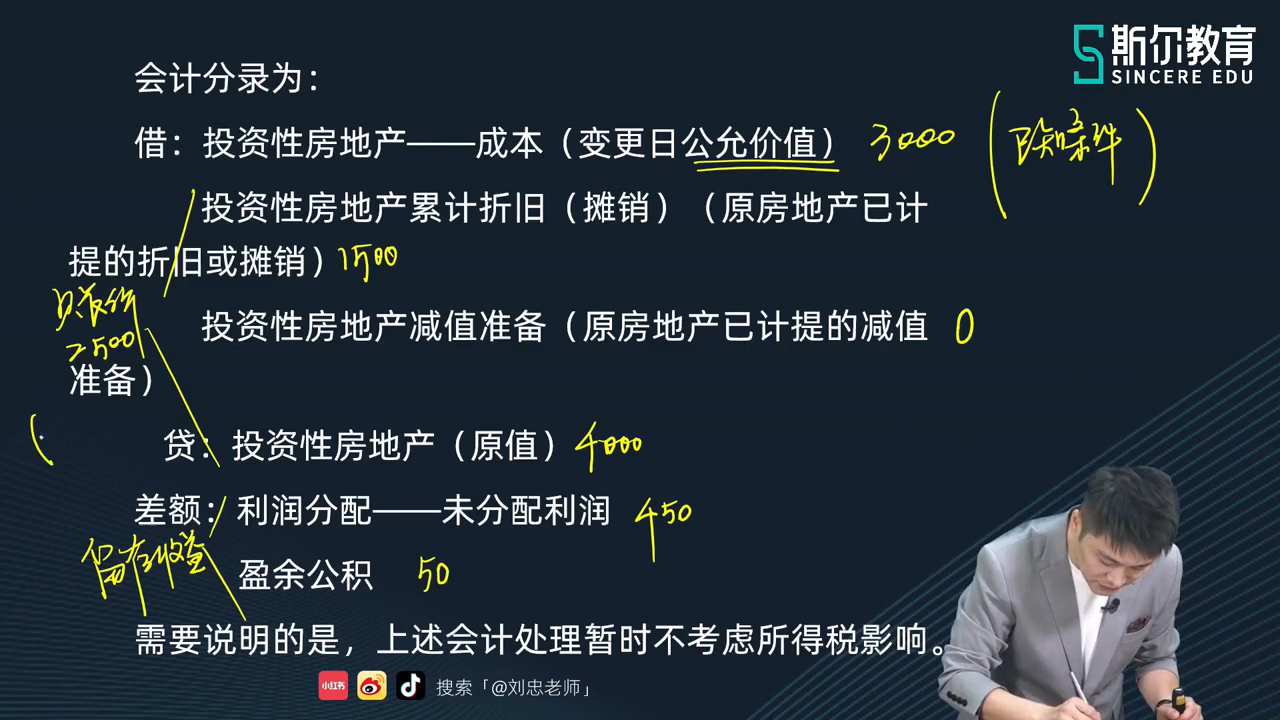 斯尔教育
SINCERE EDU
会计分录为：
借：投资性房地产——成本（变更日公允价值） 3000 （已知条件）
投资性房地产累计折旧（摊销）（原房地产已计
提的折旧或摊销）1500
账面价
2500
投资性房地产减值准备（原房地产已计提的减值 0
准备）
贷：投资性房地产（原值）4000
差额：利润分配——未分配利润 450
留存收益
盈余公积 50
需要说明的是，上述会计处理暂时不考虑所得税影响。
小红书
搜索「@刘忠老师」